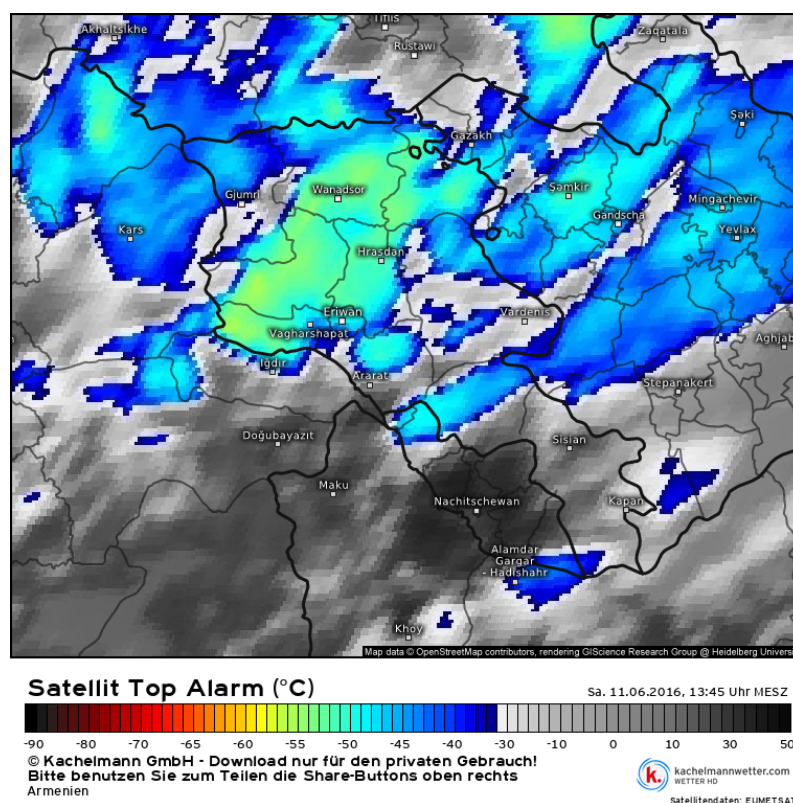 Tiflis
Akhaltsikhe
Zaqatala
Rustawi
Şəki
Gazakh
Wanadsor
Gjumri
Şəmkir
Mingachevir
Gandscha
Kars
Yevlax
Hrasdan
Eriwan
Vardenis
Vagharshapat
Aghjab
Igdir
Ararat
Stepanakert
Doğubayazıt
Sisian
Maku
Nachitschewan
Kapan
Alamdar
Gargar
- Hadishahr
Khoy
Map data © OpenStreetMap contributors, rendering GIScience Research Group @ Heidelberg Universi
Satellit Top Alarm (°C)
Sa. 11.06.2016, 13:45 Uhr MESZ
-90 -80 -70 -65 -60 -55 -50 -45 -40 -30 -10 0 10 30 50
© Kachelmann GmbH - Download nur für den privaten Gebrauch!
Bitte benutzen Sie zum Teilen die Share-Buttons oben rechts
Armenien
k. kachelmannwetter.com
WETTER HD
Satellitendaten: EUMETSAT